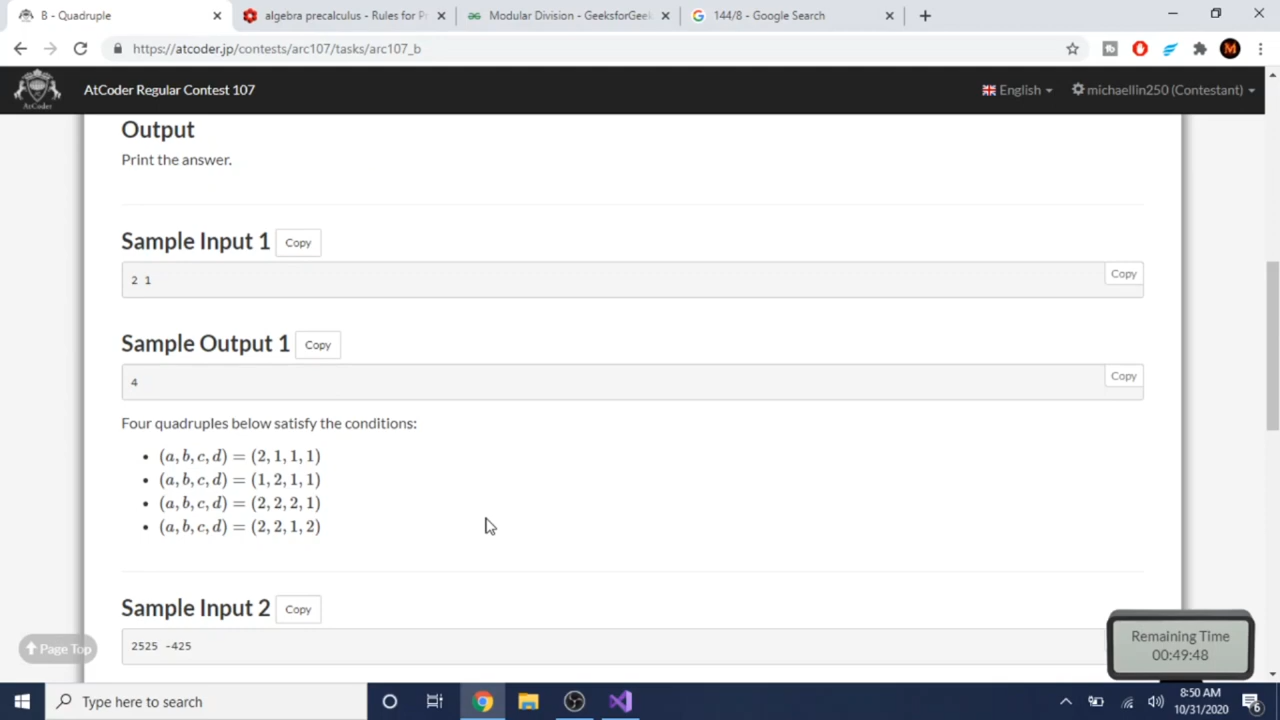 B - Quadruple
algebra precalculus - Rules for Pr
Modular Division - GeeksforGeek
144/8 - Google Search
https://atcoder.jp/contests/arc107/tasks/arc107_b
M
AtCoder
AtCoder Regular Contest 107
English
michaellin250 (Contestant)
Output
Print the answer.
Sample Input 1
Copy
2 1
Copy
Sample Output 1
Copy
4
Copy
Four quadruples below satisfy the conditions:
• (a, b, c, d) = (2, 1, 1, 1)
• (a, b, c, d) = (1, 2, 1, 1)
• (a, b, c, d) = (2, 2, 2, 1)
• (a, b, c, d) = (2, 2, 1, 2)
Sample Input 2
Copy
2525 -425
Page Top
Remaining Time
00:49:48
Type here to search
8:50 AM
10/31/2020
6